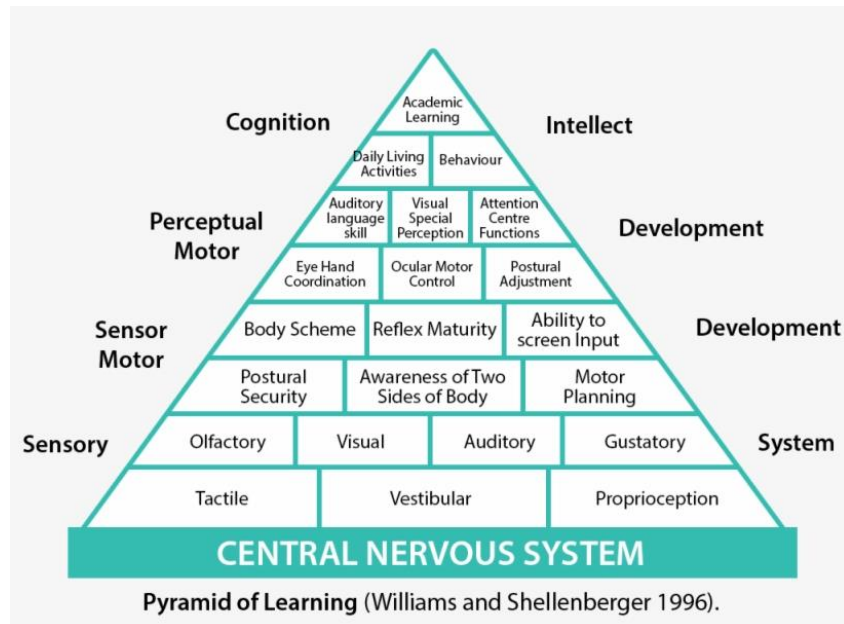 Academic
Learning
Cognition
Intellect
Daily Living
Activities
Behaviour
Auditory
language
skill
Visual
Special
Perception
Attention
Centre
Functions
Perceptual
Motor
Development
Eye Hand
Coordination
Ocular Motor
Control
Postural
Adjustment
Body Scheme
Reflex Maturity
Ability to
screen Input
Sensor
Motor
Development
Postural
Security
Awareness of Two
Sides of Body
Motor
Planning
Sensory
Olfactory
Visual
Auditory
Gustatory
System
Tactile
Vestibular
Proprioception
CENTRAL NERVOUS SYSTEM
Pyramid of Learning (Williams and Shellenberger 1996).